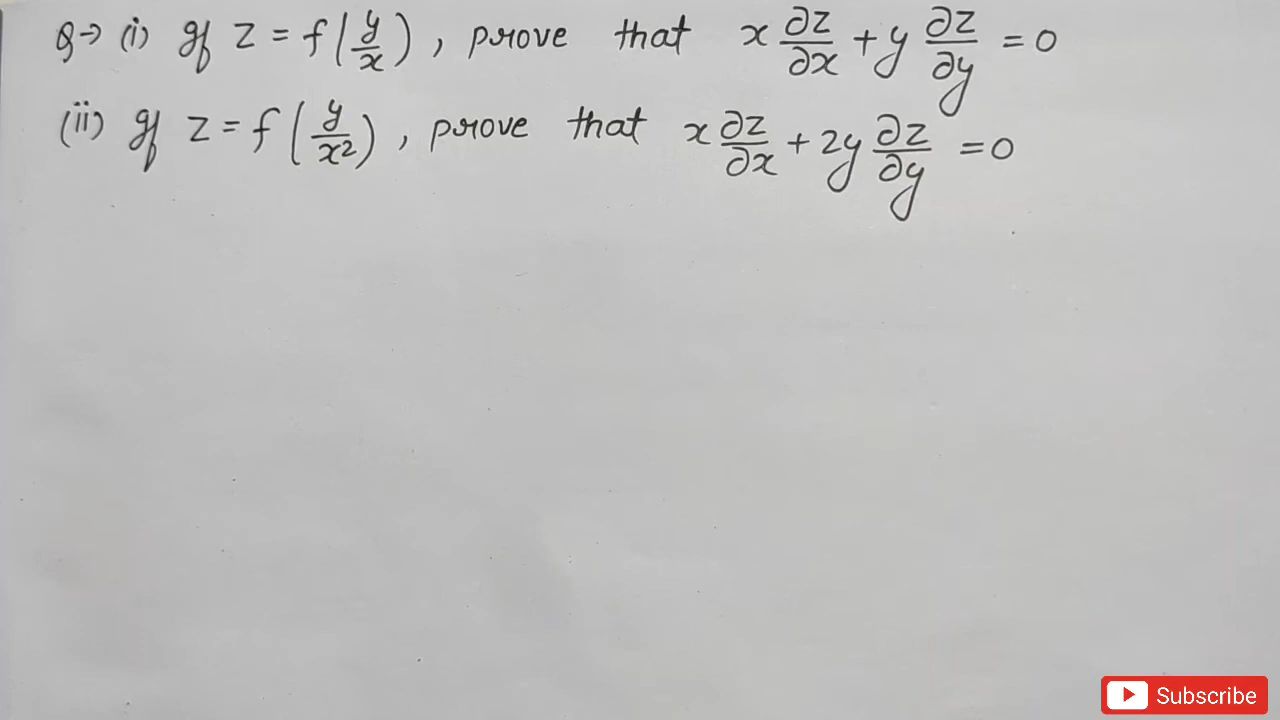 Q→ (i) If z = f(y/x), prove that x ∂z/∂x + y ∂z/∂y = 0
(ii) If z = f(y/x²), prove that x ∂z/∂x + 2y ∂z/∂y = 0
Subscribe